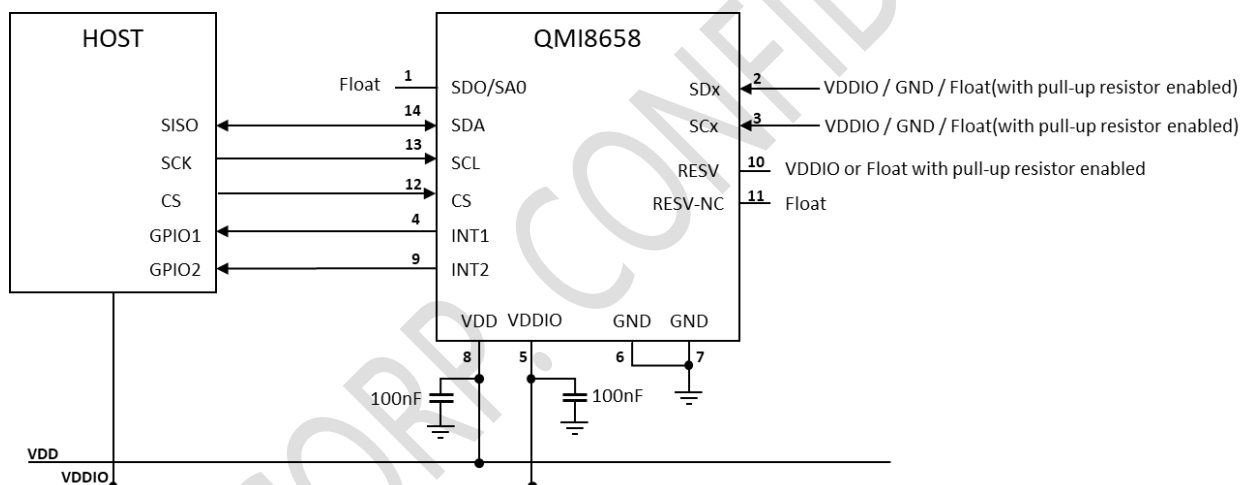 HOST
QMI8658
Float 1 SDO/SA0
SDx 2 VDDIO / GND / Float(with pull-up resistor enabled)
SISO 14 SDA
SCx 3 VDDIO / GND / Float(with pull-up resistor enabled)
SCK 13 SCL
RESV 10 VDDIO or Float with pull-up resistor enabled
CS 12 CS
RESV-NC 11 Float
GPIO1 4 INT1
GPIO2 9 INT2
VDD VDDIO GND GND
8 5 6 7
100nF 100nF
VDD
VDDIO
CORP. CONFID